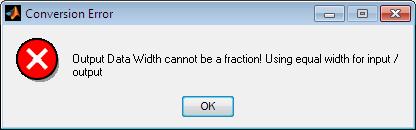 Conversion Error
Output Data Width cannot be a fraction! Using equal width for input /
output
OK